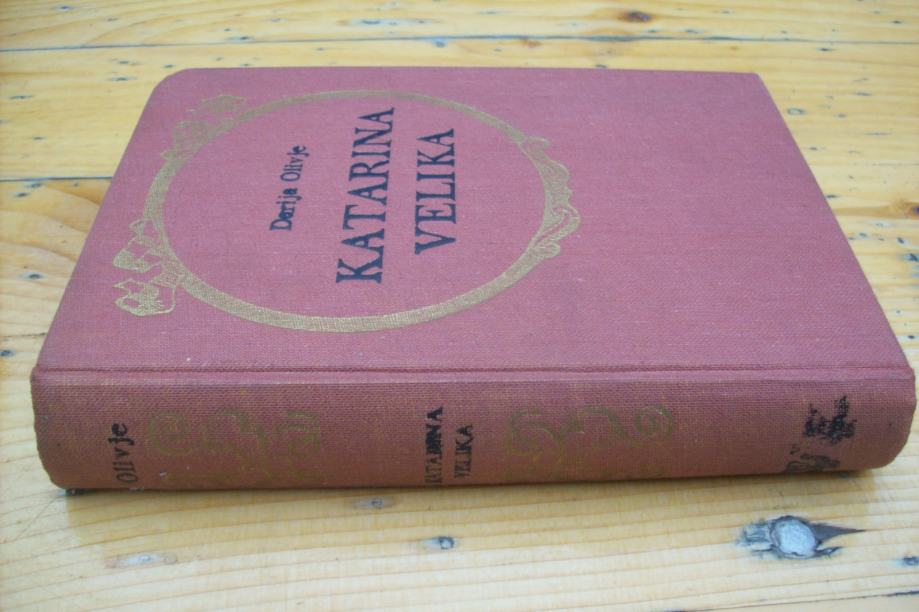 Darija Olivje
KATARINA
VELIKA
Olivje
KATARINA
VELIKA